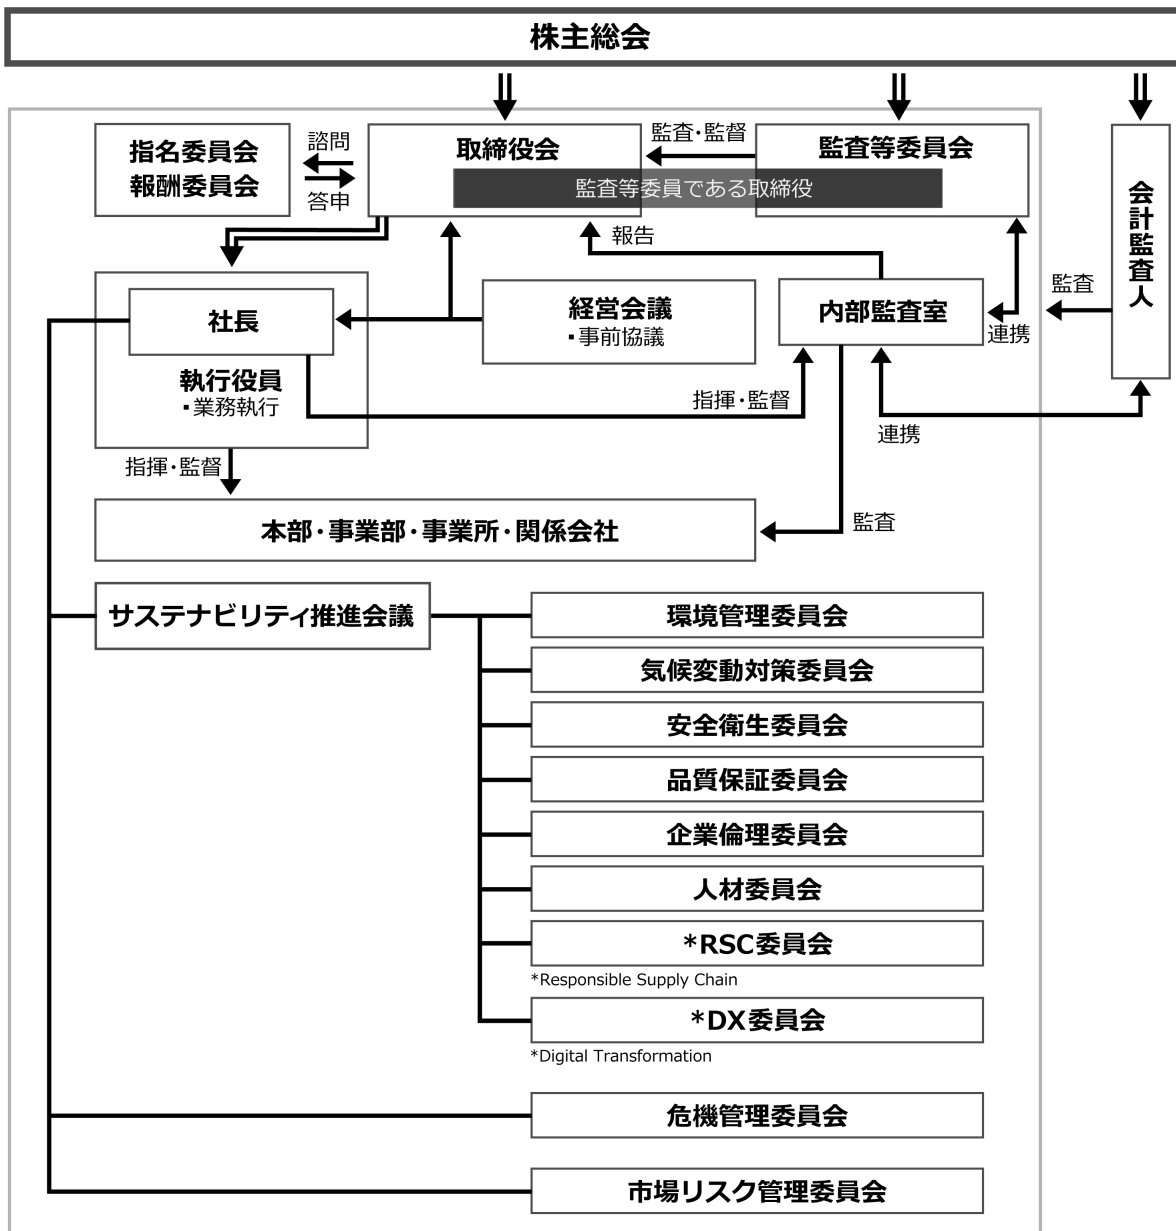 株主総会
指名委員会
報酬委員会
諮問
答申
取締役会
監査・監督
監査等委員会
監査等委員である取締役
会計監査人
報告
社長
執行役員
▪業務執行
経営会議
▪事前協議
内部監査室
連携
監査
指揮・監督
連携
指揮・監督
本部・事業部・事業所・関係会社
監査
サステナビリティ推進会議
環境管理委員会
気候変動対策委員会
安全衛生委員会
品質保証委員会
企業倫理委員会
人材委員会
*RSC委員会
*Responsible Supply Chain
*DX委員会
*Digital Transformation
危機管理委員会
市場リスク管理委員会